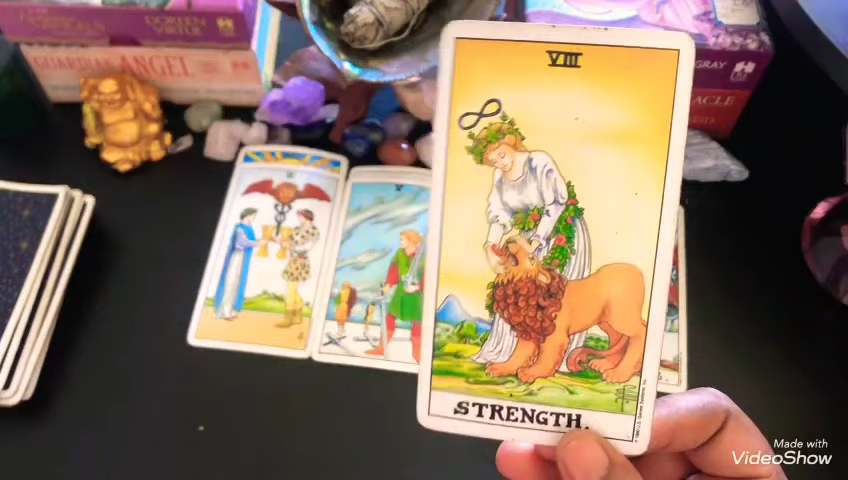 DOREEN
VIRTUE
GUARDIAN ANGEL
GRAY
ACLE
VIII
V
STRENGTH.
Made with
VideoShow